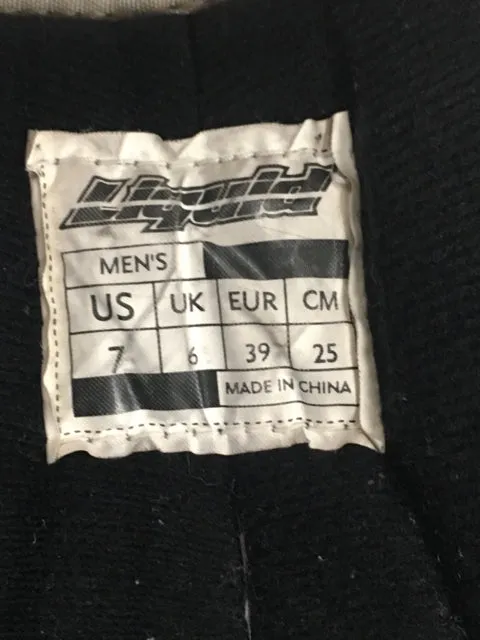 Liquid
MEN'S
US UK EUR CM
7 6 39 25
MADE IN CHINA